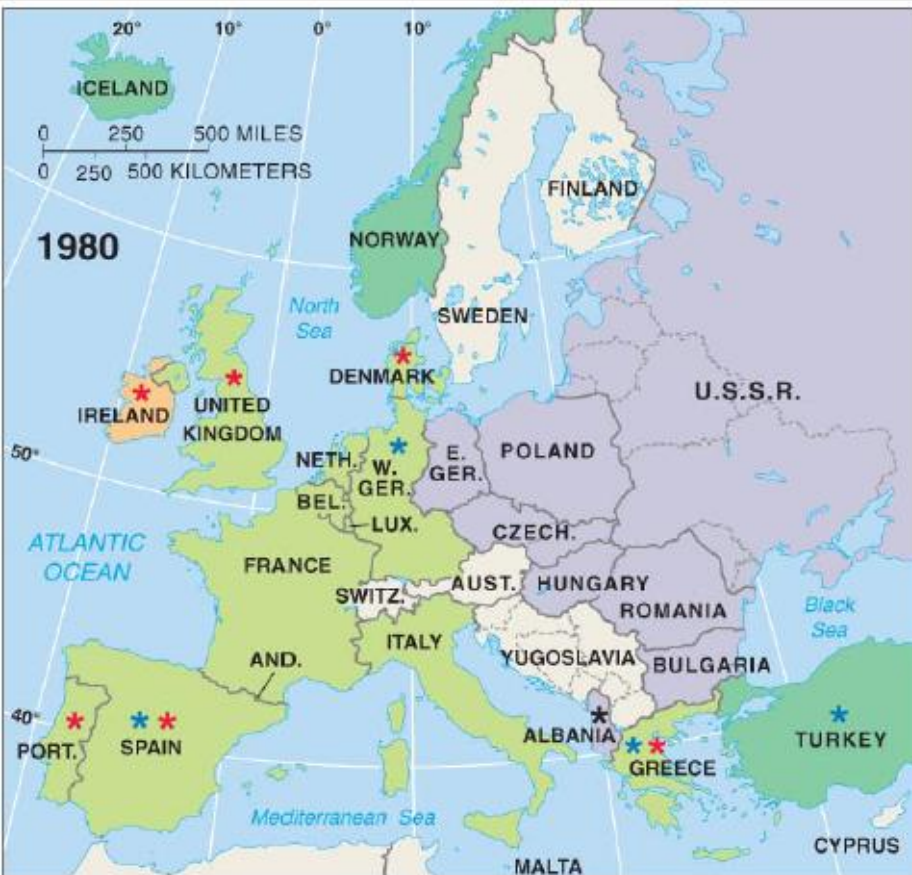 20° 10° 0° 10°
ICELAND
0 250 500 MILES
0 250 500 KILOMETERS
FINLAND
1980
NORWAY
North
Sea
SWEDEN
DENMARK
U.S.S.R.
IRELAND
UNITED
KINGDOM
50°
NETH.
W.
GER.
E.
GER.
POLAND
BEL.
LUX.
CZECH.
ATLANTIC
OCEAN
FRANCE
SWITZ.
AUST.
HUNGARY
ROMANIA
Black
Sea
ITALY
YUGOSLAVIA
BULGARIA
AND.
40°
PORT.
SPAIN
ALBANIA
GREECE
TURKEY
Mediterranean Sea
CYPRUS
MALTA